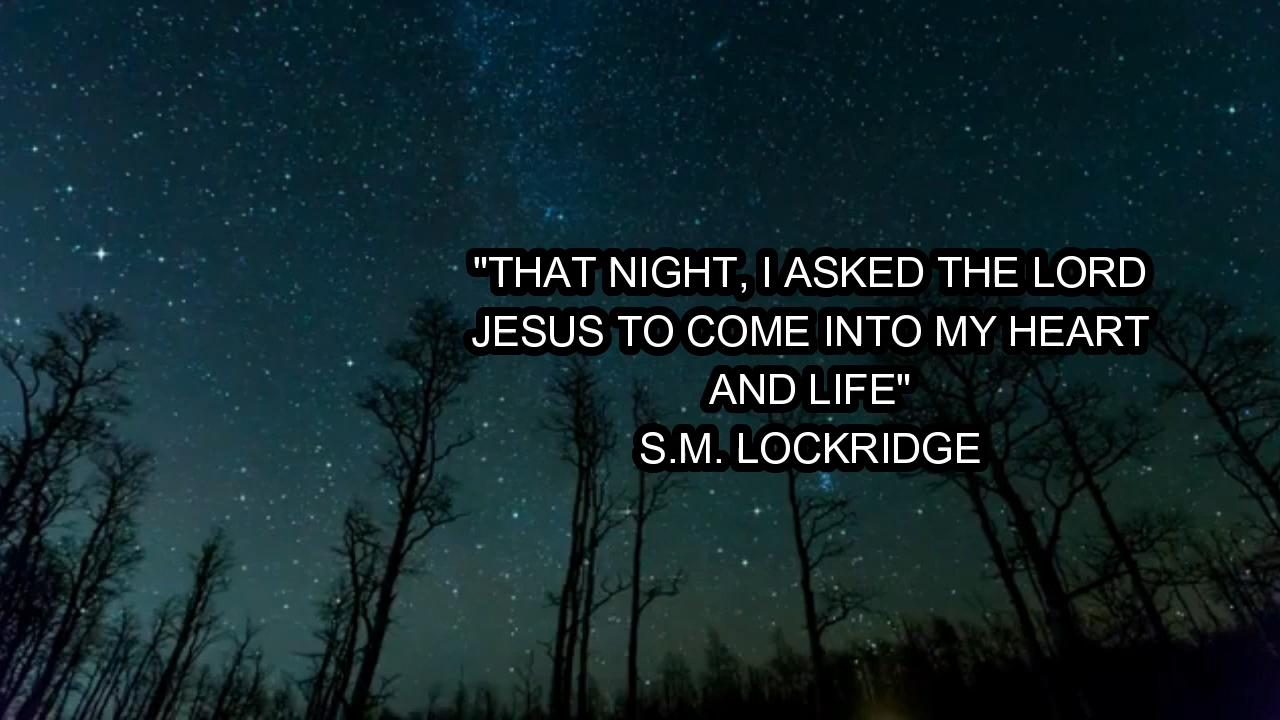 "THAT NIGHT, I ASKED THE LORD
JESUS TO COME INTO MY HEART
AND LIFE"
S.M. LOCKRIDGE